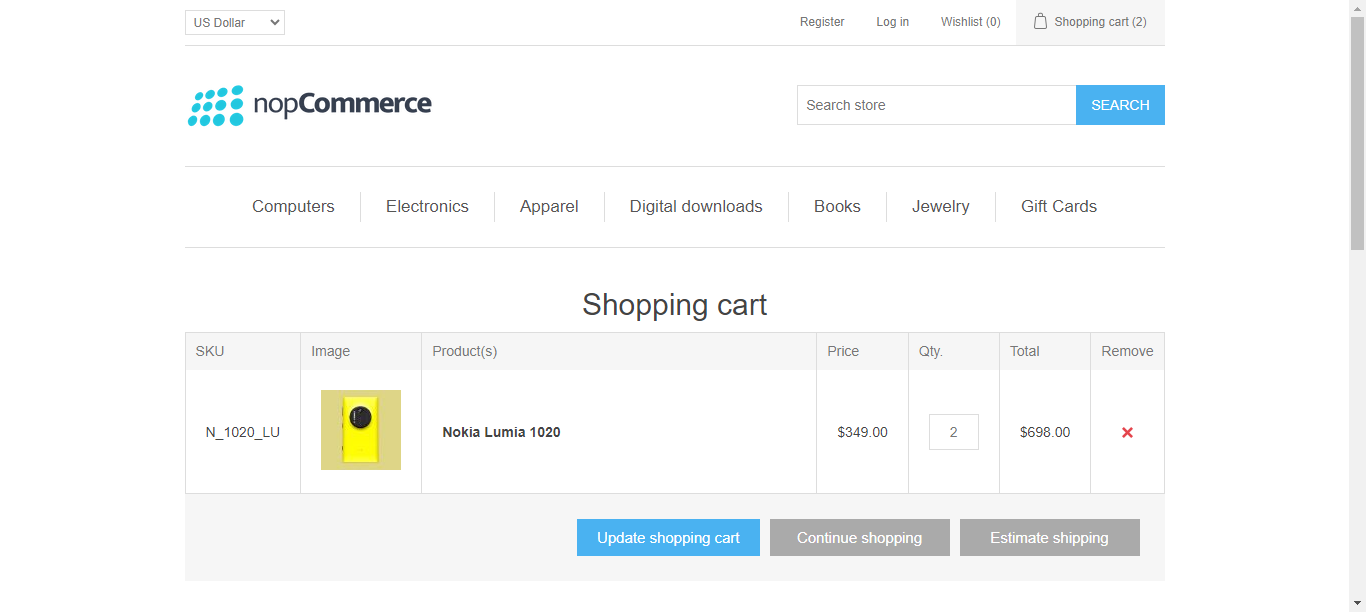 US Dollar
Register Log in Wishlist (0) Shopping cart (2)
nopCommerce
Search store SEARCH
Computers Electronics Apparel Digital downloads Books Jewelry Gift Cards
Shopping cart
SKU Image Product(s) Price Qty. Total Remove
N_1020_LU Nokia Lumia 1020 $349.00 2 $698.00
Update shopping cart Continue shopping Estimate shipping